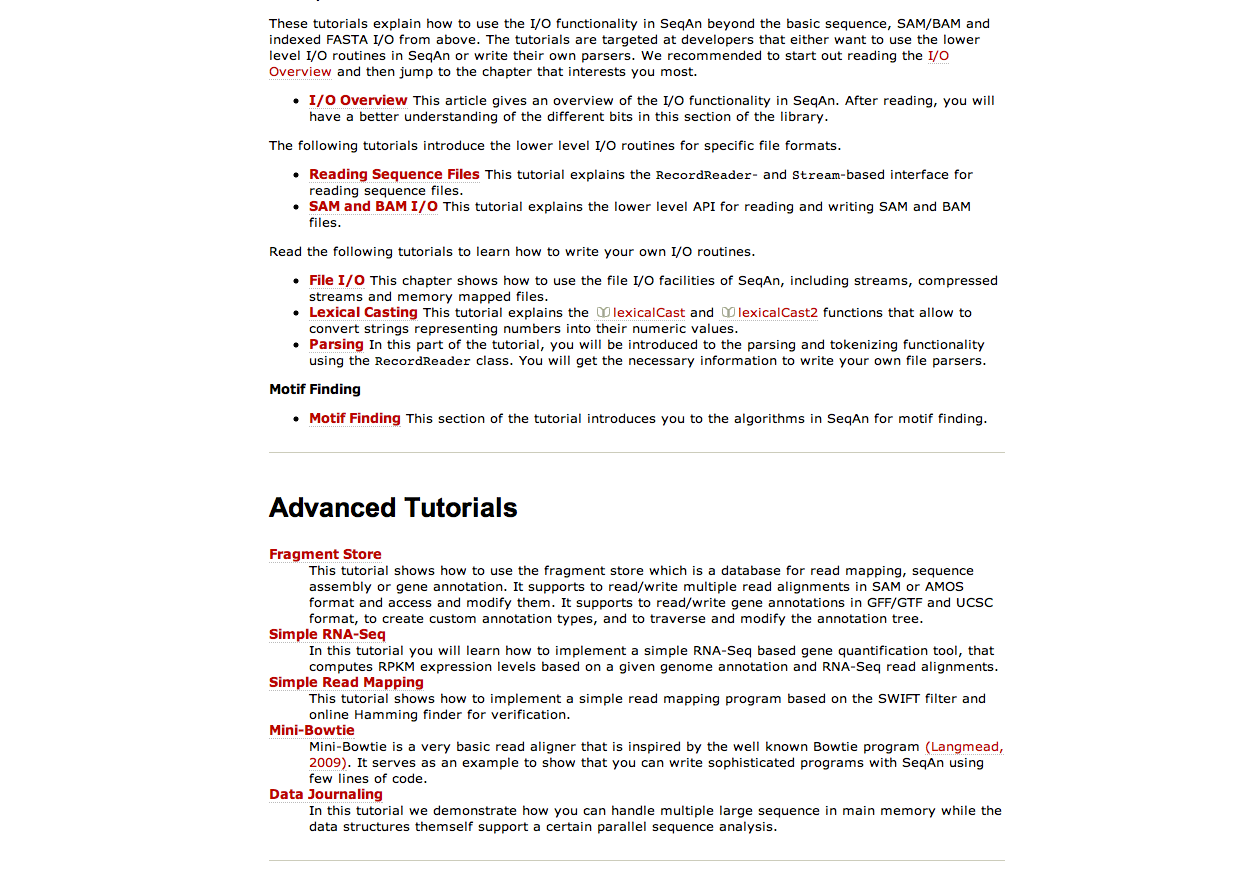 These tutorials explain how to use the I/O functionality in SeqAn beyond the basic sequence, SAM/BAM and
indexed FASTA I/O from above. The tutorials are targeted at developers that either want to use the lower
level I/O routines in SeqAn or write their own parsers. We recommended to start out reading the I/O
Overview and then jump to the chapter that interests you most.
• I/O Overview This article gives an overview of the I/O functionality in SeqAn. After reading, you will
have a better understanding of the different bits in this section of the library.
The following tutorials introduce the lower level I/O routines for specific file formats.
• Reading Sequence Files This tutorial explains the RecordReader- and Stream-based interface for
reading sequence files.
• SAM and BAM I/O This tutorial explains the lower level API for reading and writing SAM and BAM
files.
Read the following tutorials to learn how to write your own I/O routines.
• File I/O This chapter shows how to use the file I/O facilities of SeqAn, including streams, compressed
streams and memory mapped files.
• Lexical Casting This tutorial explains the lexicalCast and lexicalCast2 functions that allow to
convert strings representing numbers into their numeric values.
• Parsing In this part of the tutorial, you will be introduced to the parsing and tokenizing functionality
using the RecordReader class. You will get the necessary information to write your own file parsers.
Motif Finding
• Motif Finding This section of the tutorial introduces you to the algorithms in SeqAn for motif finding.
Advanced Tutorials
Fragment Store
This tutorial shows how to use the fragment store which is a database for read mapping, sequence
assembly or gene annotation. It supports to read/write multiple read alignments in SAM or AMOS
format and access and modify them. It supports to read/write gene annotations in GFF/GTF and UCSC
format, to create custom annotation types, and to traverse and modify the annotation tree.
Simple RNA-Seq
In this tutorial you will learn how to implement a simple RNA-Seq based gene quantification tool, that
computes RPKM expression levels based on a given genome annotation and RNA-Seq read alignments.
Simple Read Mapping
This tutorial shows how to implement a simple read mapping program based on the SWIFT filter and
online Hamming finder for verification.
Mini-Bowtie
Mini-Bowtie is a very basic read aligner that is inspired by the well known Bowtie program (Langmead,
2009). It serves as an example to show that you can write sophisticated programs with SeqAn using
few lines of code.
Data Journaling
In this tutorial we demonstrate how you can handle multiple large sequence in main memory while the
data structures themself support a certain parallel sequence analysis.